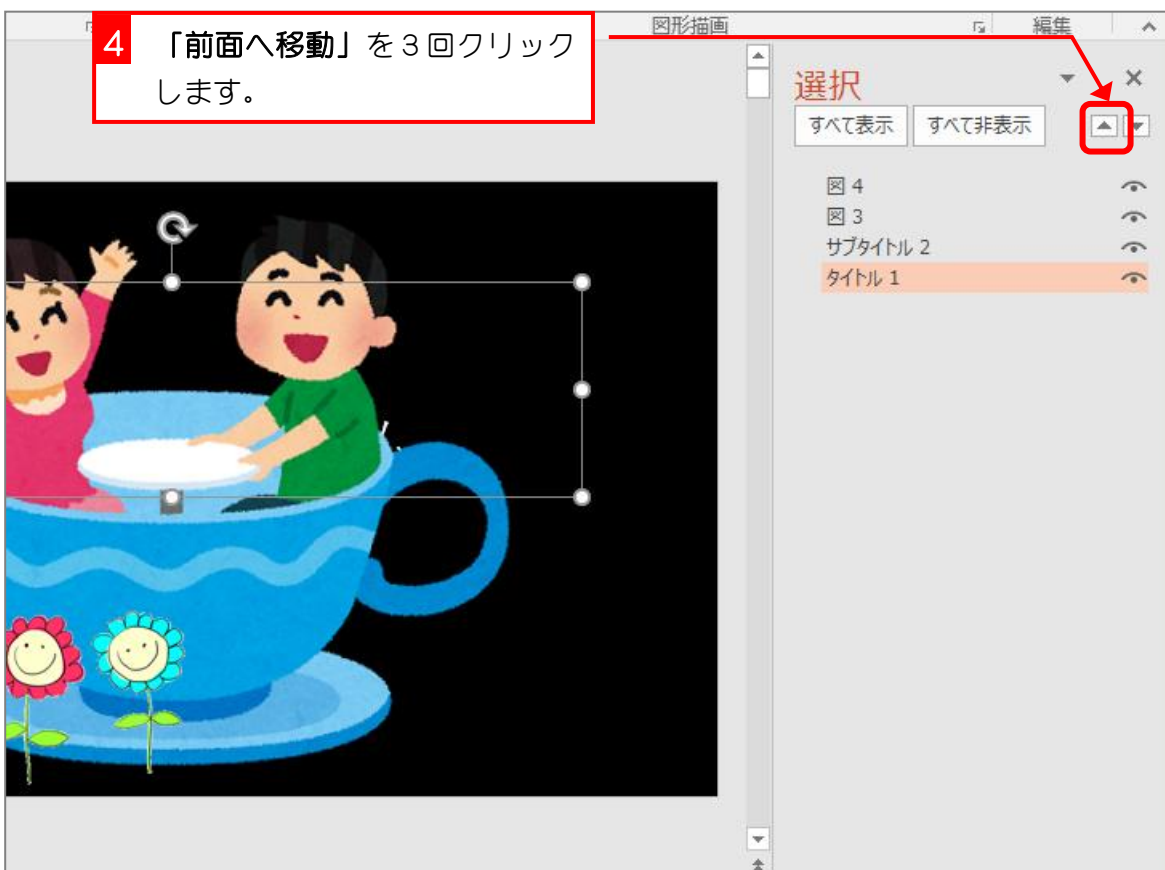 図形描画
編集
4 「前面へ移動」を3回クリック
します。
選択
すべて表示 すべて非表示
図 4
図 3
サブタイトル 2
タイトル 1